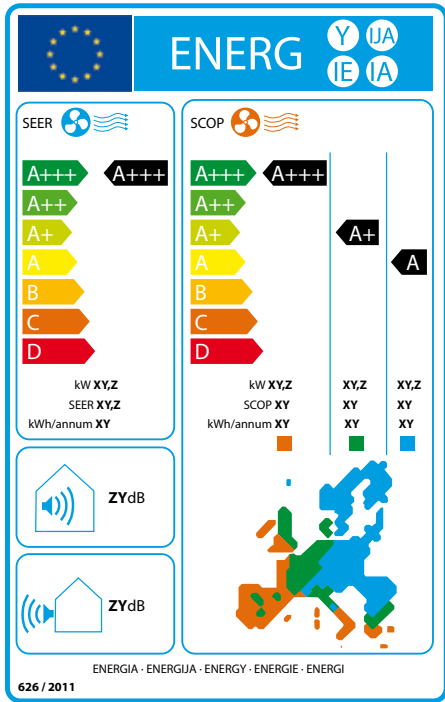 ENERG
Y IJA
IE IA
SEER
A+++ A+++
A++
A+
A
B
C
D
kW XY,Z
SEER XY,Z
kWh/annum XY
SCOP
A+++ A+++
A++
A+ A+
A A
B
C
D
kW XY,Z XY,Z XY,Z
SCOP XY XY XY
kWh/annum XY XY XY
ZYdB
ZYdB
ENERGIA · ENERGIJA · ENERGY · ENERGIE · ENERGI
626 / 2011